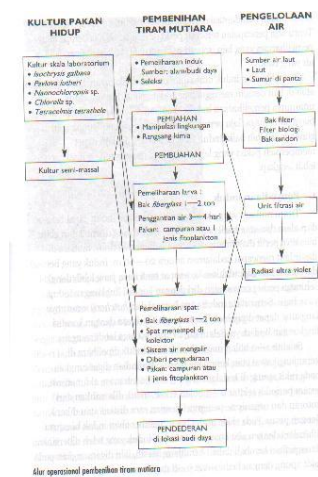 KULTUR PAKAN
HIDUP
Kultur skala laboratorium
• Isochrysis galbana
• Pavlova lutheri
• Nannochloropsis sp.
• Chlorella sp.
• Tetraselmis tetrathele
Kultur semi-massal
PEMBENIHAN
TIRAM MUTIARA
• Pemeliharaan induk
Sumber: alam/budi daya
• Seleksi
PEMIJAHAN
• Manipulasi lingkungan
• Rangsang kimia
PEMBUAHAN
Pemeliharaan larva :
Bak fiberglass 1—2 ton
Penggantian air 3—4 hari
Pakan: campuran atau 1
jenis fitoplankton
Pemeliharaan spat:
• Bak fiberglass 1—2 ton
• Spat menempel di
kolektor
• Sistem air mengalir
• Diberi pengudaraan
• Pakan: campuran atau
1 jenis fitoplankton
PENDEDERAN
di lokasi budi daya
PENGELOLAAN
AIR
Sumber air laut
• Laut
• Sumur di pantai
Bak filter
Filter biologi
Bak tandon
Unit filtrasi air
Radiasi ultra violet
Alur operasional pembenihan tiram mutiara